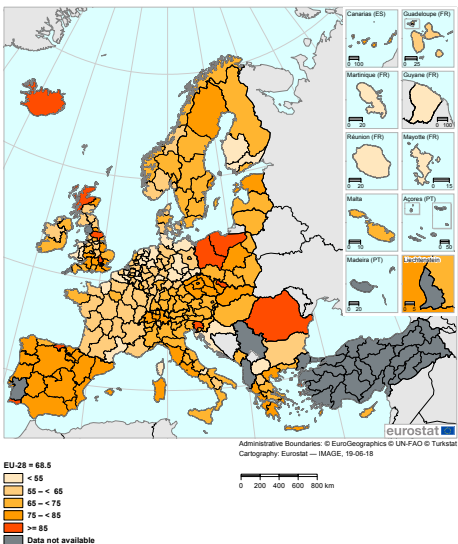 Canarias (ES)
0 100
Guadeloupe (FR)
0 25
Martinique (FR)
0 20
Guyane (FR)
0 100
Réunion (FR)
0 20
Mayotte (FR)
0 15
Malta
0 10
Açores (PT)
0 50
Madeira (PT)
0 20
Liechtenstein
0 5
eurostat
Administrative Boundaries: © EuroGeographics © UN-FAO © Turkstat
Cartography: Eurostat — IMAGE, 19-06-18
EU-28 = 68.5
< 55
55 – < 65
65 – < 75
75 – < 85
>= 85
Data not available
0 200 400 600 800 km